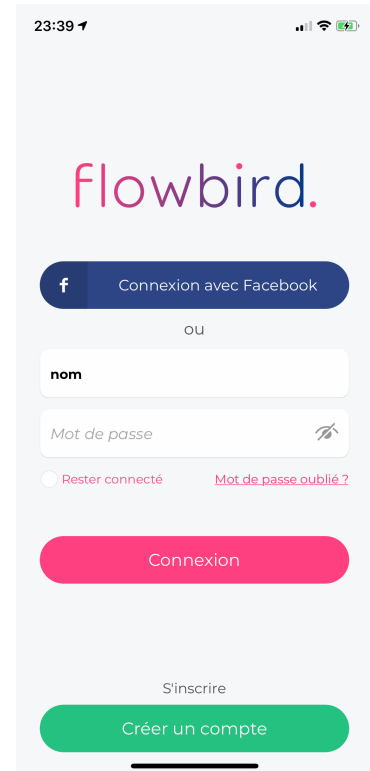 23:39
flowbird.
f Connexion avec Facebook
ou
nom
Mot de passe
Rester connecté Mot de passe oublié ?
Connexion
S'inscrire
Créer un compte